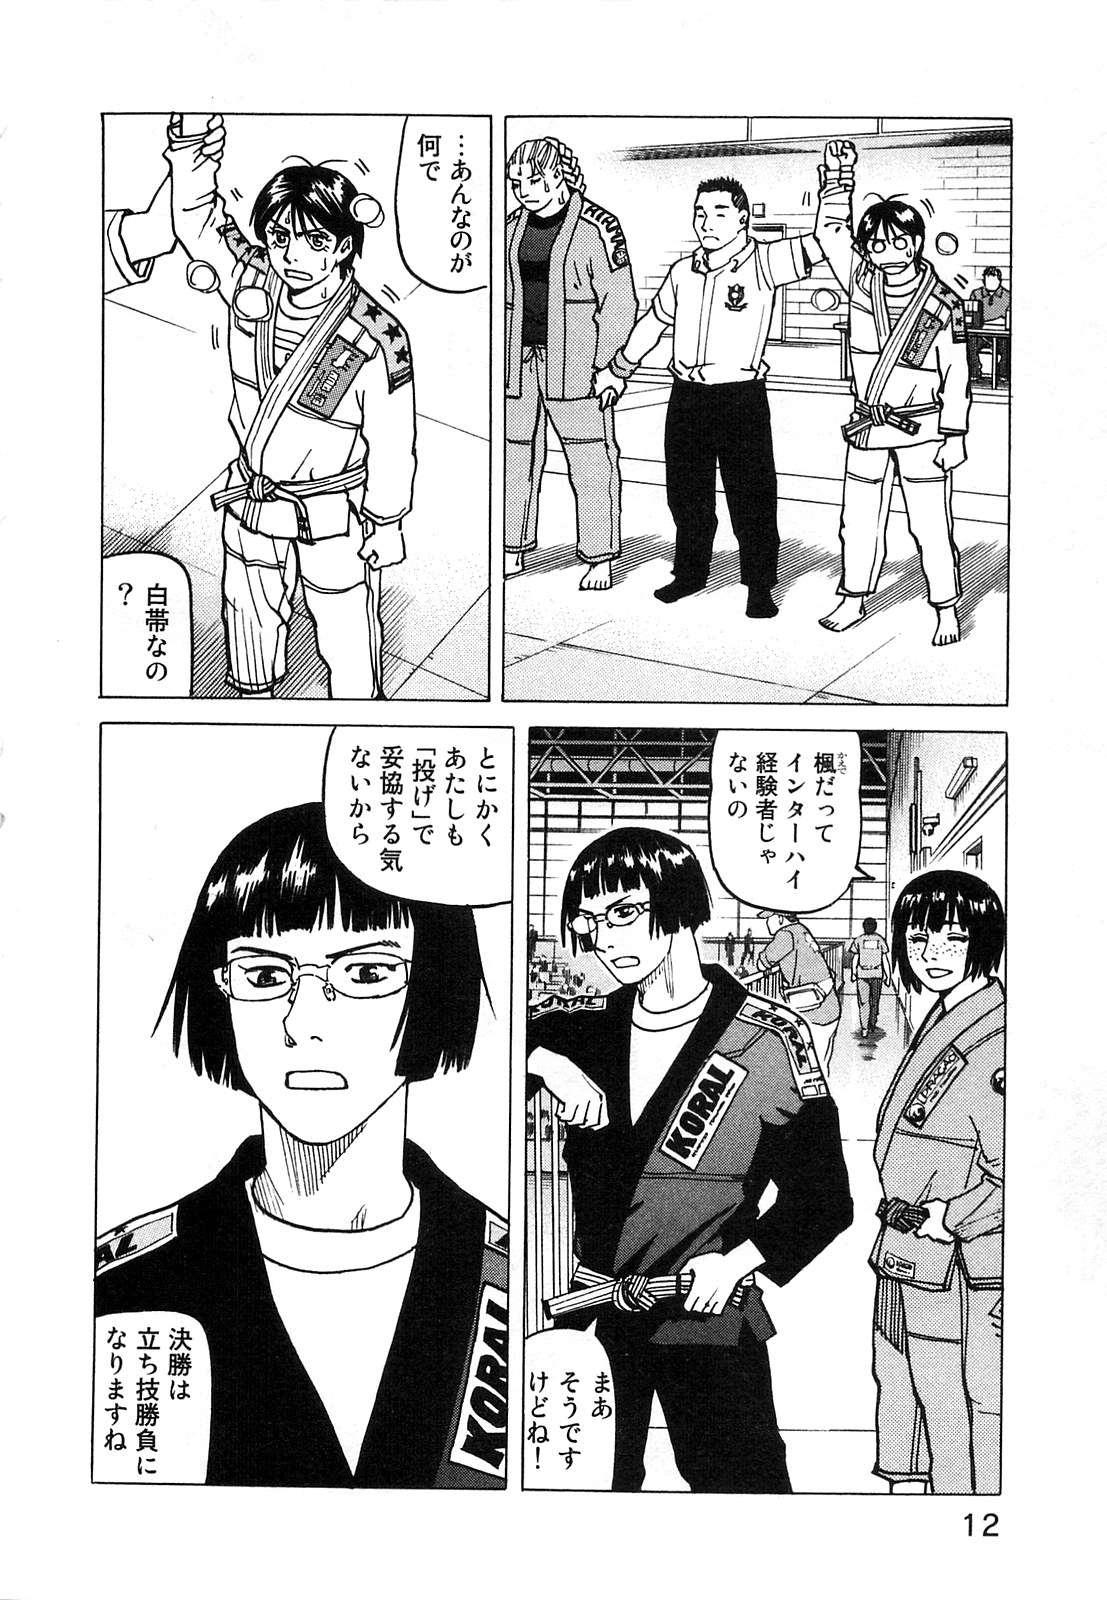 …あんなのが
何で
白帯なの
?
楓だって
かえで
インターハイ
経験者じゃ
ないの
まあ
そうです
けどね!
とにかく
あたしも
「投げ」で
妥協する気
ないから
決勝は
立ち技勝負に
なりますね
KORAL
KORAL
KORAL
KORAL
12